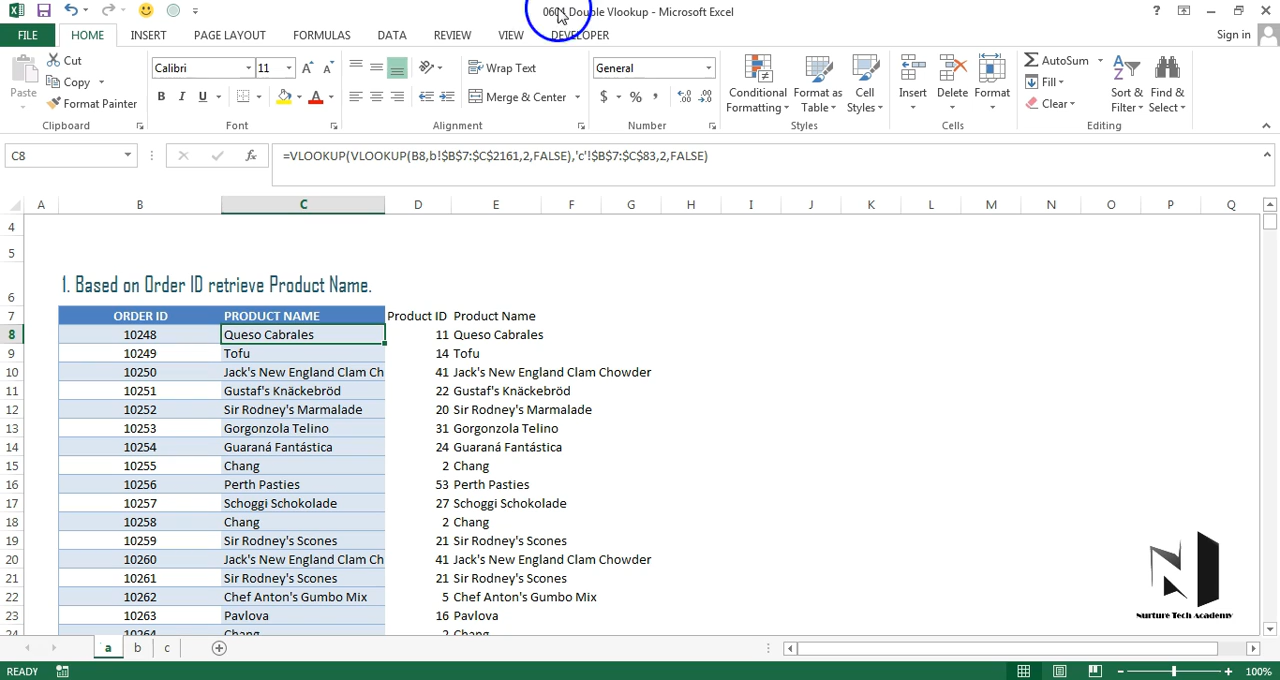 Double Vlookup - Microsoft Excel
FILE HOME INSERT PAGE LAYOUT FORMULAS DATA REVIEW VIEW DEVELOPER Sign in
Paste Cut Copy Format Painter
Calibri 11 B I U A
Wrap Text Merge & Center
General $ % ,
Conditional Formatting Format as Table Cell Styles
Insert Delete Format
AutoSum Fill Clear Sort & Filter Find & Select
Clipboard Font Alignment Number Styles Cells Editing
C8 fx =VLOOKUP(VLOOKUP(B8,b!$B$7:$C$2161,2,FALSE),'c'!$B$7:$C$83,2,FALSE)
A B C D E F G H I J K L M N O P Q
4
5
6 1. Based on Order ID retrieve Product Name.
7 ORDER ID PRODUCT NAME Product ID Product Name
8 10248 Queso Cabrales 11 Queso Cabrales
9 10249 Tofu 14 Tofu
10 10250 Jack's New England Clam Ch 41 Jack's New England Clam Chowder
11 10251 Gustaf's Knäckebröd 22 Gustaf's Knäckebröd
12 10252 Sir Rodney's Marmalade 20 Sir Rodney's Marmalade
13 10253 Gorgonzola Telino 31 Gorgonzola Telino
14 10254 Guaraná Fantástica 24 Guaraná Fantástica
15 10255 Chang 2 Chang
16 10256 Perth Pasties 53 Perth Pasties
17 10257 Schoggi Schokolade 27 Schoggi Schokolade
18 10258 Chang 2 Chang
19 10259 Sir Rodney's Scones 21 Sir Rodney's Scones
20 10260 Jack's New England Clam Ch 41 Jack's New England Clam Chowder
21 10261 Sir Rodney's Scones 21 Sir Rodney's Scones
22 10262 Chef Anton's Gumbo Mix 5 Chef Anton's Gumbo Mix
23 10263 Pavlova 16 Pavlova
24 10264 Chang 2 Chang
Nurture Tech Academy
a b c
READY 100%